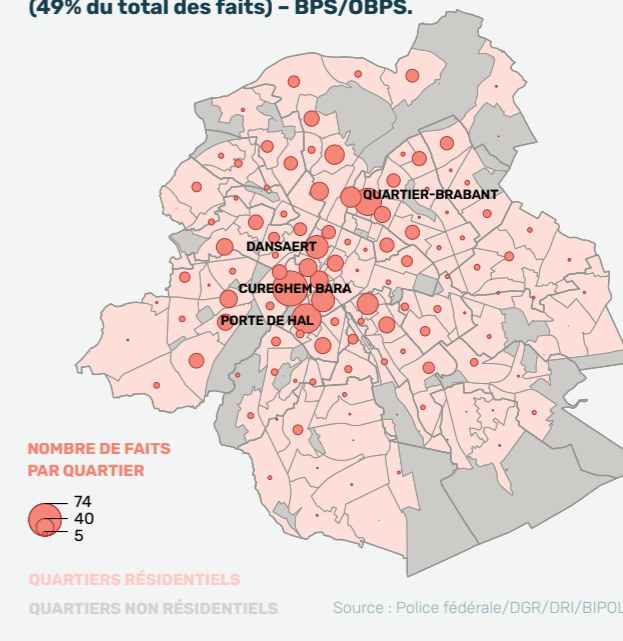 (49% du total des faits) – BPS/OBPS.
QUARTIER-BRABANT
DANSAERT
CUREGHEM BARA
PORTE DE HAL
NOMBRE DE FAITS
PAR QUARTIER
74
40
5
QUARTIERS RÉSIDENTIELS
QUARTIERS NON RÉSIDENTIELS
Source : Police fédérale/DGR/DRI/BIPOL